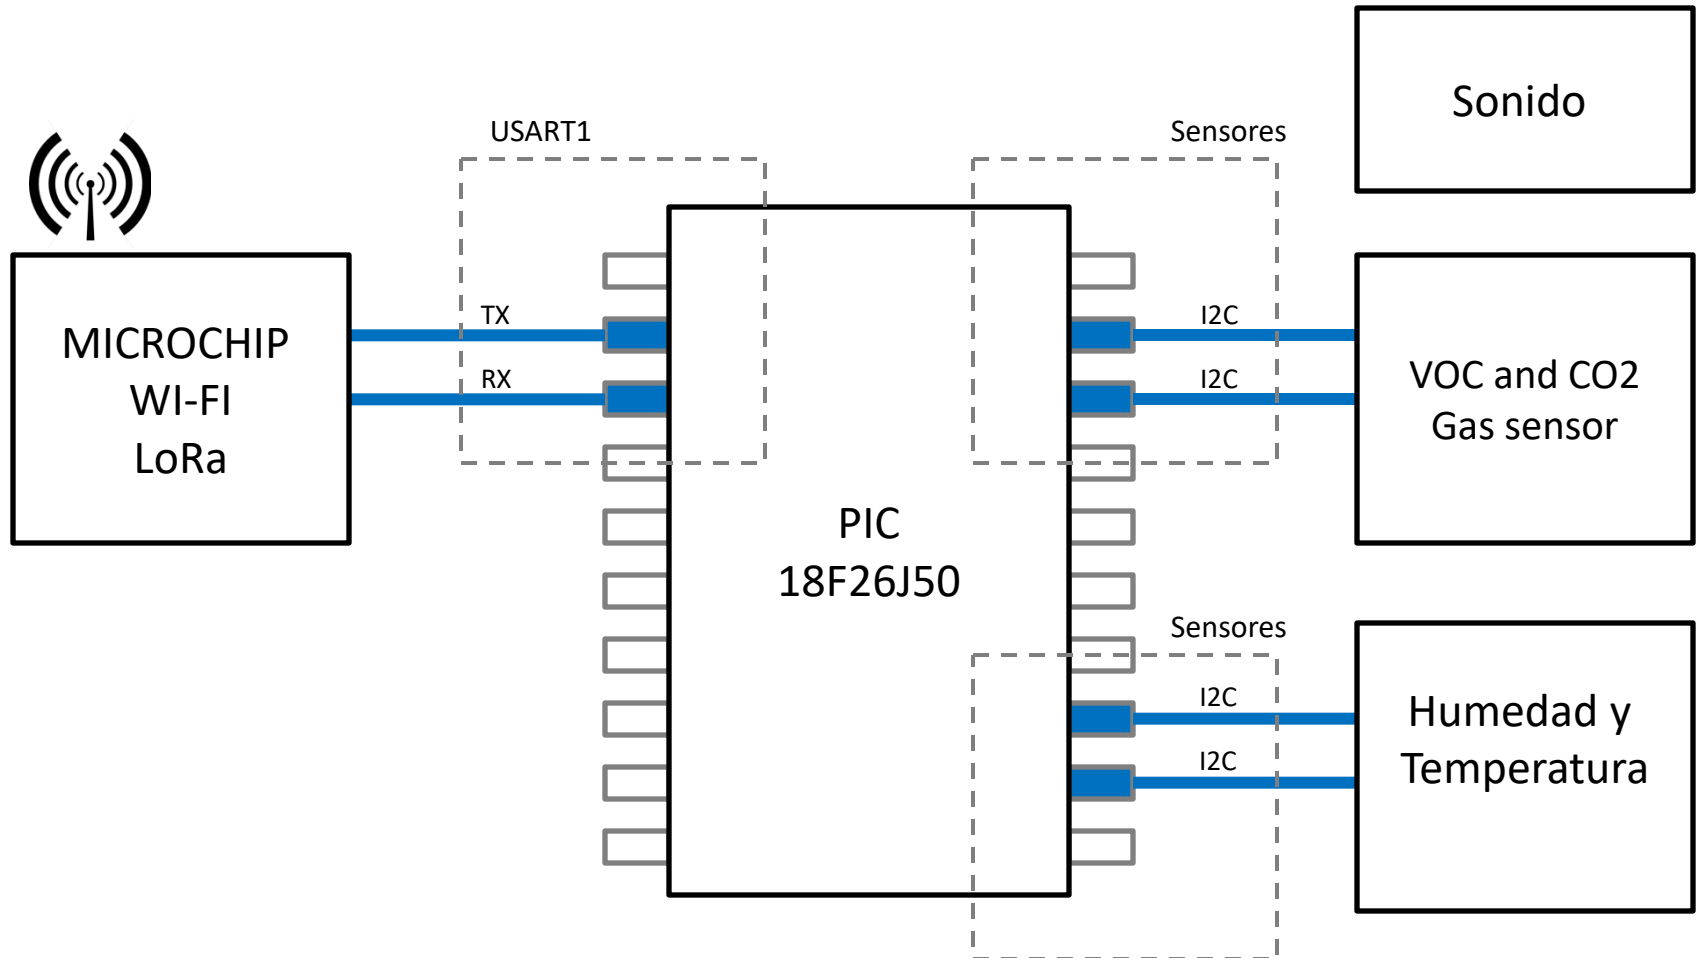 Sonido
USART1
Sensores
MICROCHIP
WI-FI
LoRa
TX
RX
I2C
I2C
VOC and CO2
Gas sensor
PIC
18F26J50
Sensores
I2C
I2C
Humedad y
Temperatura